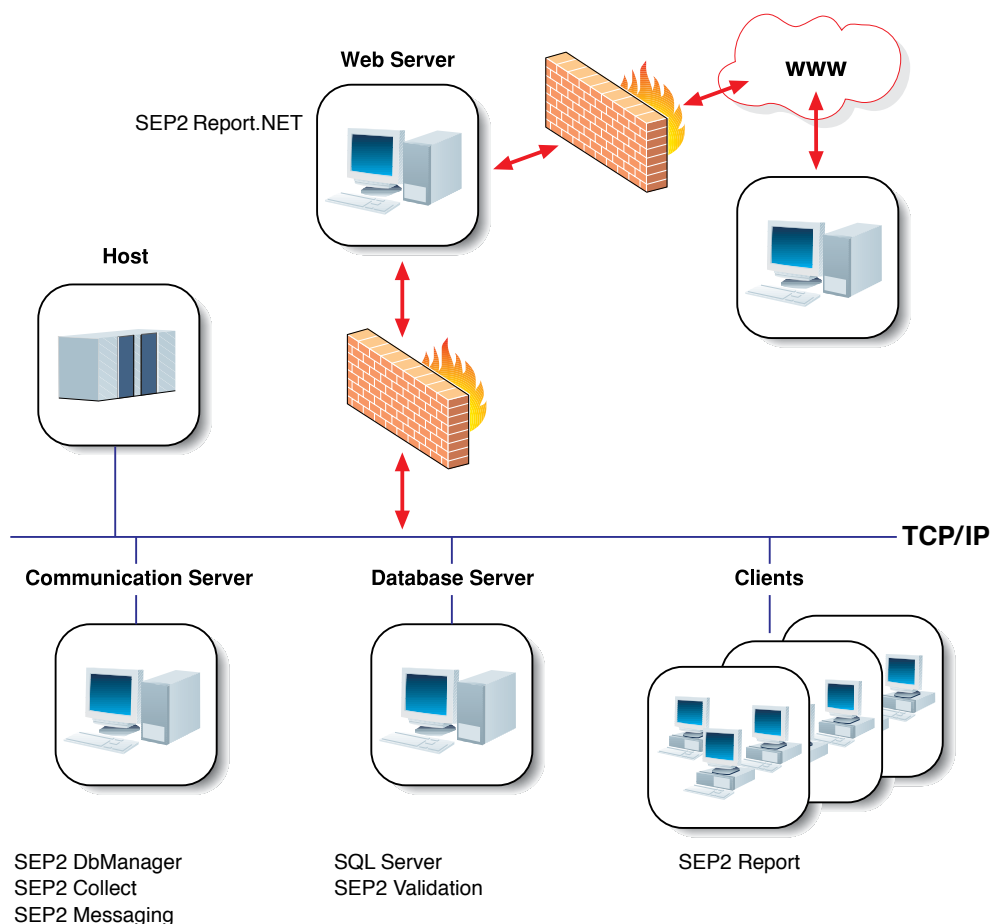 Web Server
www
SEP2 Report.NET
Host
TCP/IP
Communication Server
Database Server
Clients
SEP2 DbManager
SEP2 Collect
SEP2 Messaging
SQL Server
SEP2 Validation
SEP2 Report